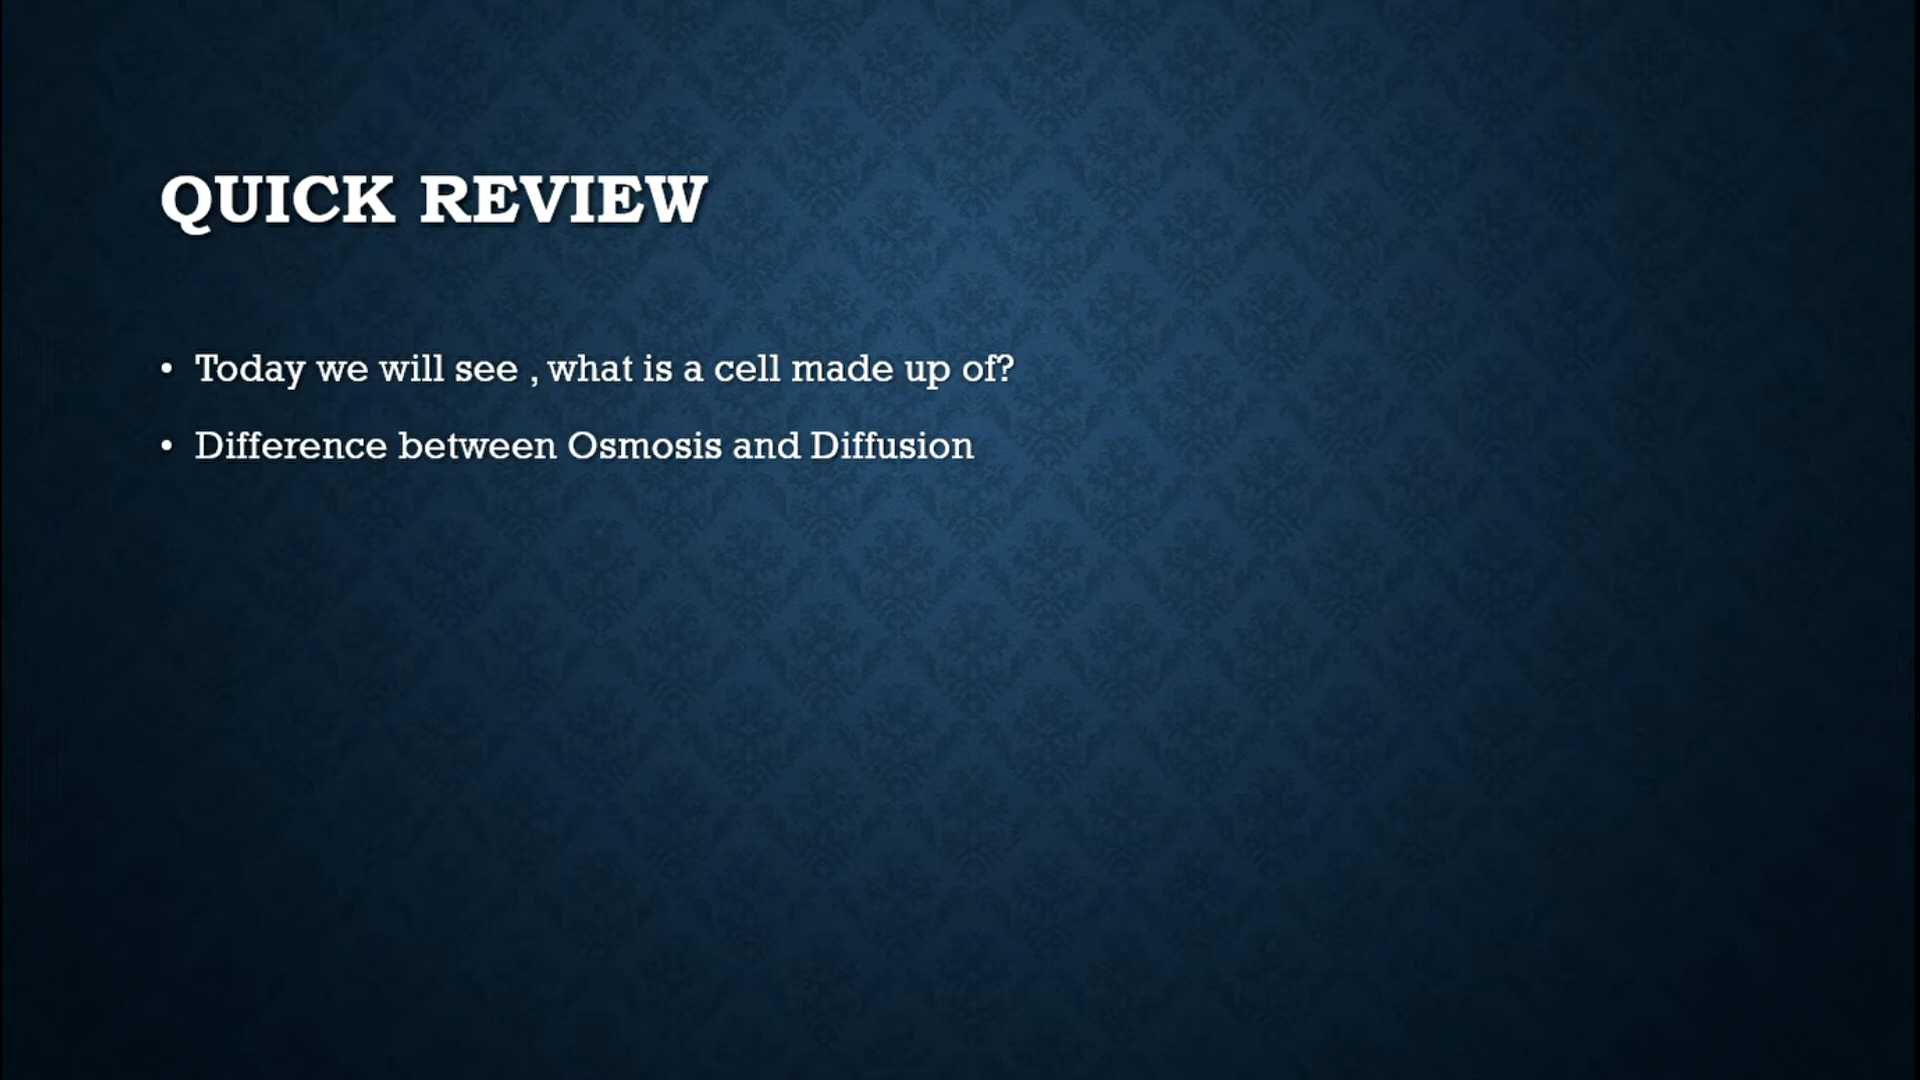 QUICK REVIEW
• Today we will see , what is a cell made up of?
• Difference between Osmosis and Diffusion